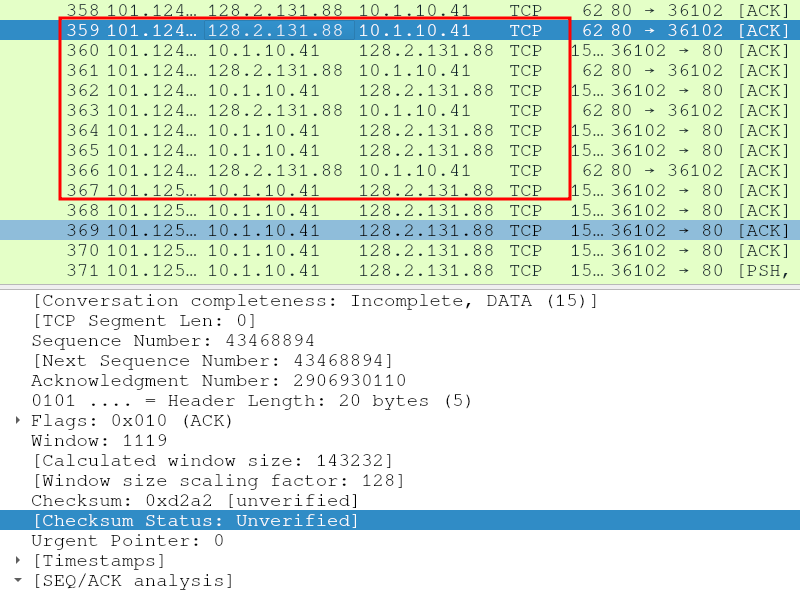 358 101.124… 128.2.131.88 10.1.10.41 TCP 62 80 → 36102 [ACK]
359 101.124… 128.2.131.88 10.1.10.41 TCP 62 80 → 36102 [ACK]
360 101.124… 10.1.10.41 128.2.131.88 TCP 15… 36102 → 80 [ACK]
361 101.124… 128.2.131.88 10.1.10.41 TCP 62 80 → 36102 [ACK]
362 101.124… 10.1.10.41 128.2.131.88 TCP 15… 36102 → 80 [ACK]
363 101.124… 128.2.131.88 10.1.10.41 TCP 62 80 → 36102 [ACK]
364 101.124… 10.1.10.41 128.2.131.88 TCP 15… 36102 → 80 [ACK]
365 101.124… 10.1.10.41 128.2.131.88 TCP 15… 36102 → 80 [ACK]
366 101.124… 128.2.131.88 10.1.10.41 TCP 62 80 → 36102 [ACK]
367 101.125… 10.1.10.41 128.2.131.88 TCP 15… 36102 → 80 [ACK]
368 101.125… 10.1.10.41 128.2.131.88 TCP 15… 36102 → 80 [ACK]
369 101.125… 10.1.10.41 128.2.131.88 TCP 15… 36102 → 80 [ACK]
370 101.125… 10.1.10.41 128.2.131.88 TCP 15… 36102 → 80 [ACK]
371 101.125… 10.1.10.41 128.2.131.88 TCP 15… 36102 → 80 [PSH,
[Conversation completeness: Incomplete, DATA (15)]
[TCP Segment Len: 0]
Sequence Number: 43468894
[Next Sequence Number: 43468894]
Acknowledgment Number: 2906930110
0101 .... = Header Length: 20 bytes (5)
Flags: 0x010 (ACK)
Window: 1119
[Calculated window size: 143232]
[Window size scaling factor: 128]
Checksum: 0xd2a2 [unverified]
[Checksum Status: Unverified]
Urgent Pointer: 0
[Timestamps]
[SEQ/ACK analysis]